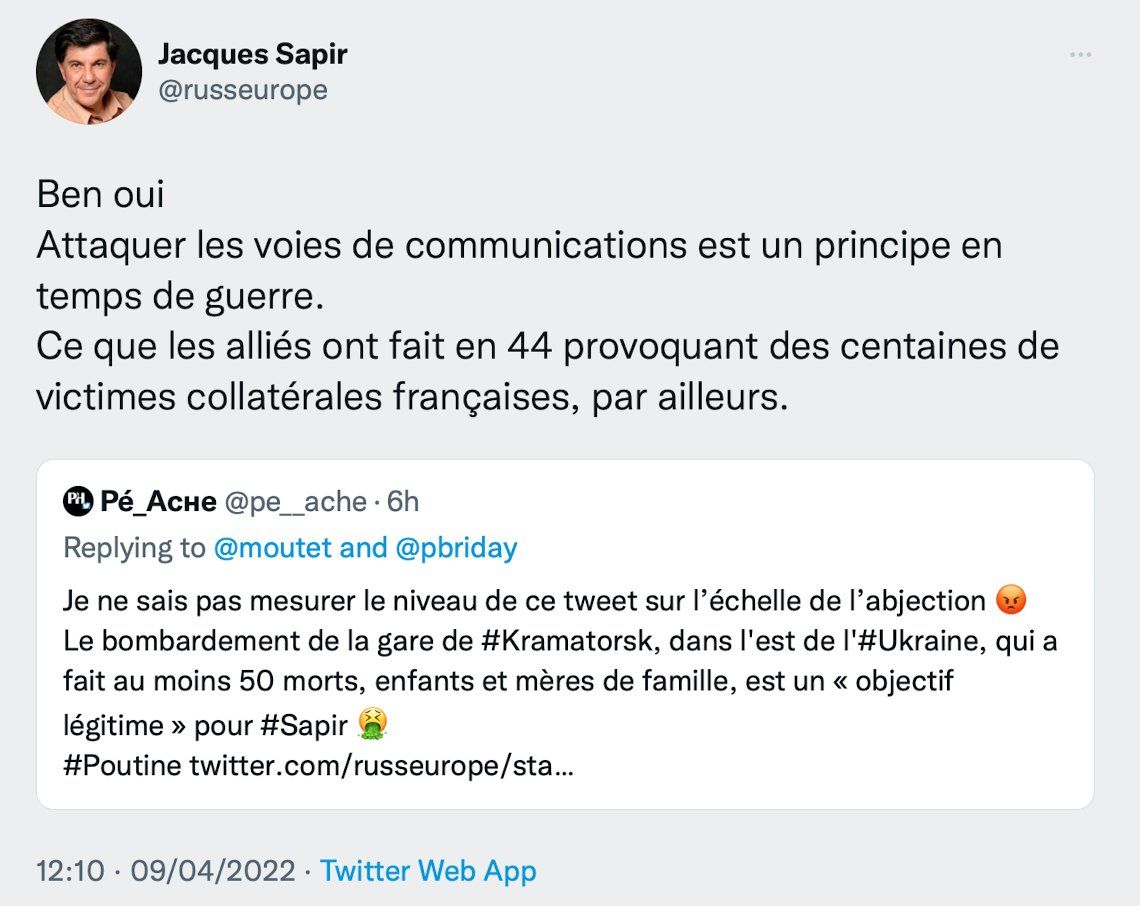 Jacques Sapir
@russeurope
Ben oui
Attaquer les voies de communications est un principe en
temps de guerre.
Ce que les alliés ont fait en 44 provoquant des centaines de
victimes collatérales françaises, par ailleurs.
PH Pé_Acʜᴇ @pe__ache · 6h
Replying to @moutet and @pbriday
Je ne sais pas mesurer le niveau de ce tweet sur l’échelle de l’abjection 😡
Le bombardement de la gare de #Kramatorsk, dans l'est de l'#Ukraine, qui a
fait au moins 50 morts, enfants et mères de famille, est un « objectif
légitime » pour #Sapir 🤮
#Poutine twitter.com/russeurope/sta…
12:10 · 09/04/2022 · Twitter Web App